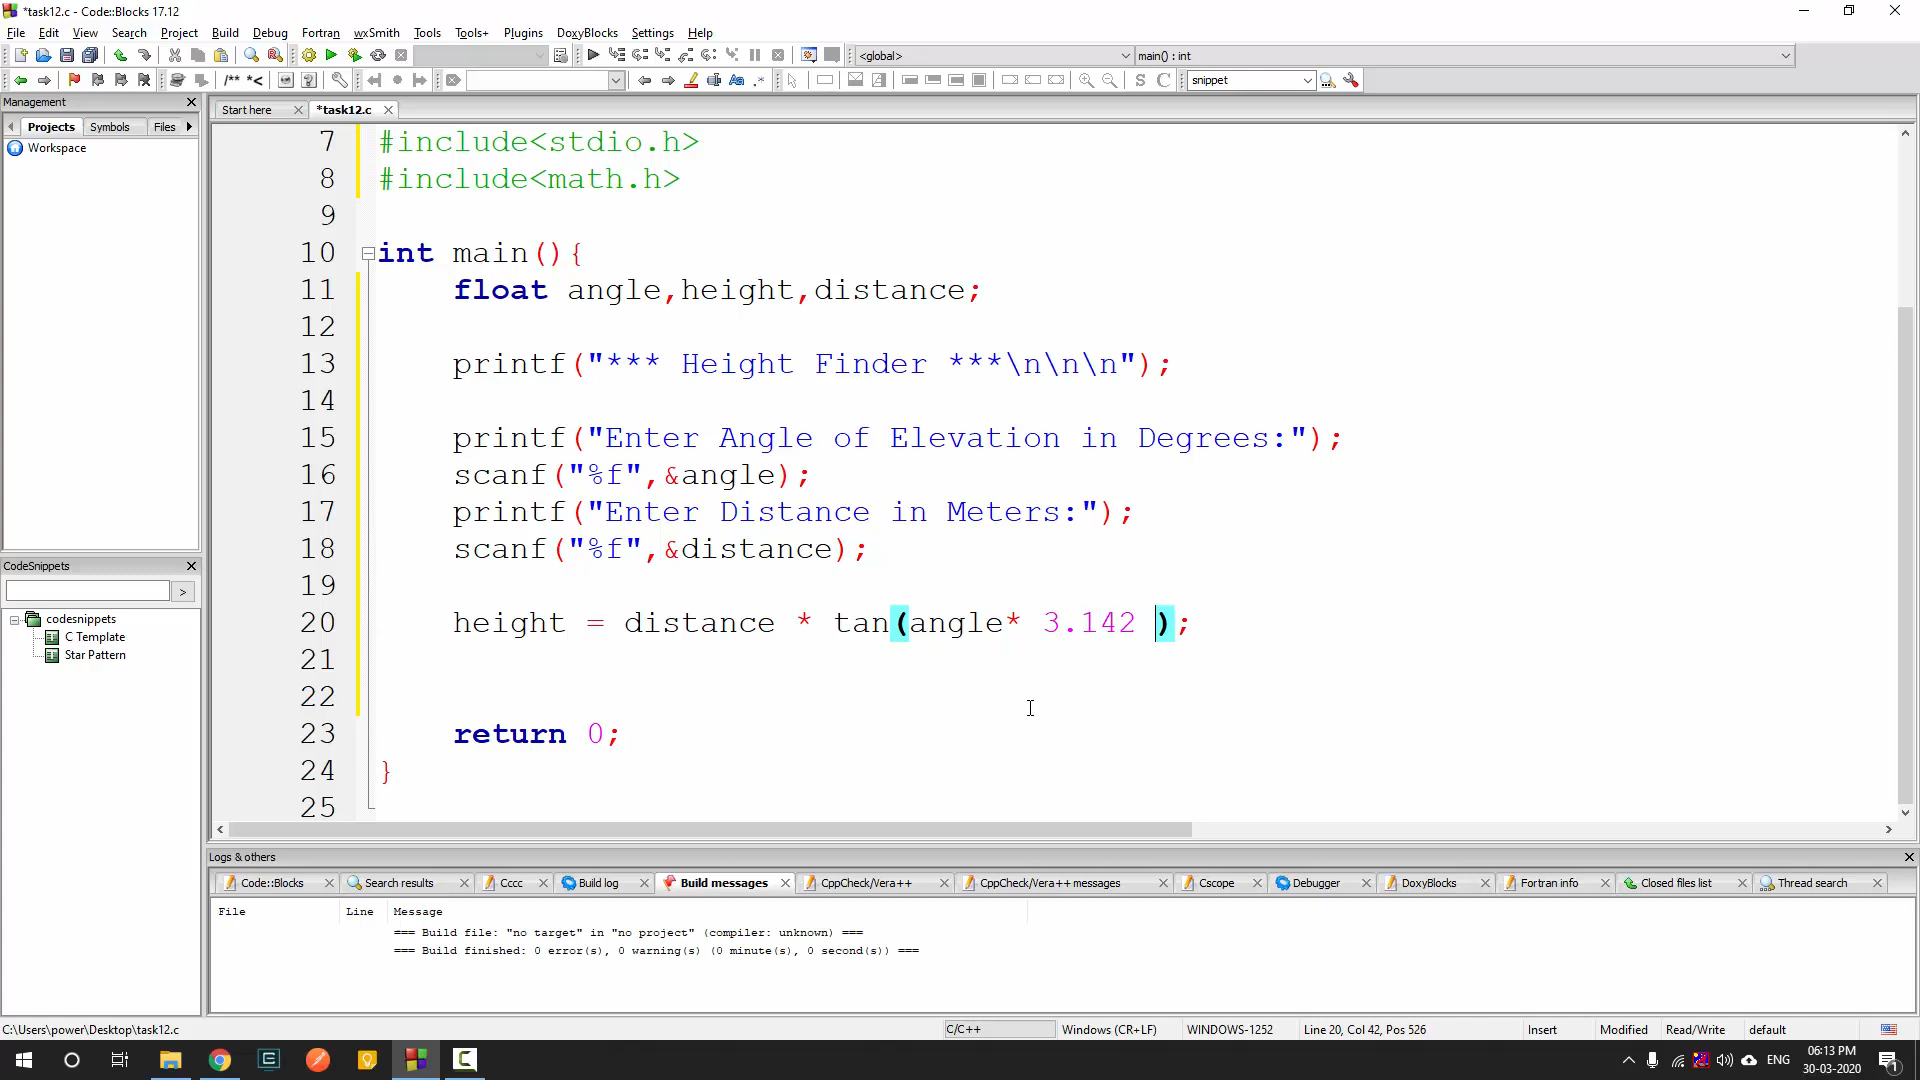 *task12.c - Code::Blocks 17.12
File Edit View Search Project Build Debug Fortran wxSmith Tools Tools+ Plugins DoxyBlocks Settings Help
<global> main() : int
/** *< snippet
Management
Projects Symbols Files
Workspace
Start here *task12.c
7 #include<stdio.h>
8 #include<math.h>
9
10 int main(){
11 float angle,height,distance;
12
13 printf("*** Height Finder ***\n\n\n");
14
15 printf("Enter Angle of Elevation in Degrees:");
16 scanf("%f",&angle);
17 printf("Enter Distance in Meters:");
18 scanf("%f",&distance);
19
20 height = distance * tan(angle* 3.142 );
21
22
23 return 0;
24 }
25
CodeSnippets
>
codesnippets
C Template
Star Pattern
Logs & others
Code::Blocks Search results Cccc Build log Build messages CppCheck/Vera++ CppCheck/Vera++ messages Cscope Debugger DoxyBlocks Fortran info Closed files list Thread search
File Line Message
=== Build file: "no target" in "no project" (compiler: unknown) ===
=== Build finished: 0 error(s), 0 warning(s) (0 minute(s), 0 second(s)) ===
C:\Users\power\Desktop\task12.c C/C++ Windows (CR+LF) WINDOWS-1252 Line 20, Col 42, Pos 526 Insert Modified Read/Write default
ENG 06:13 PM
30-03-2020 1